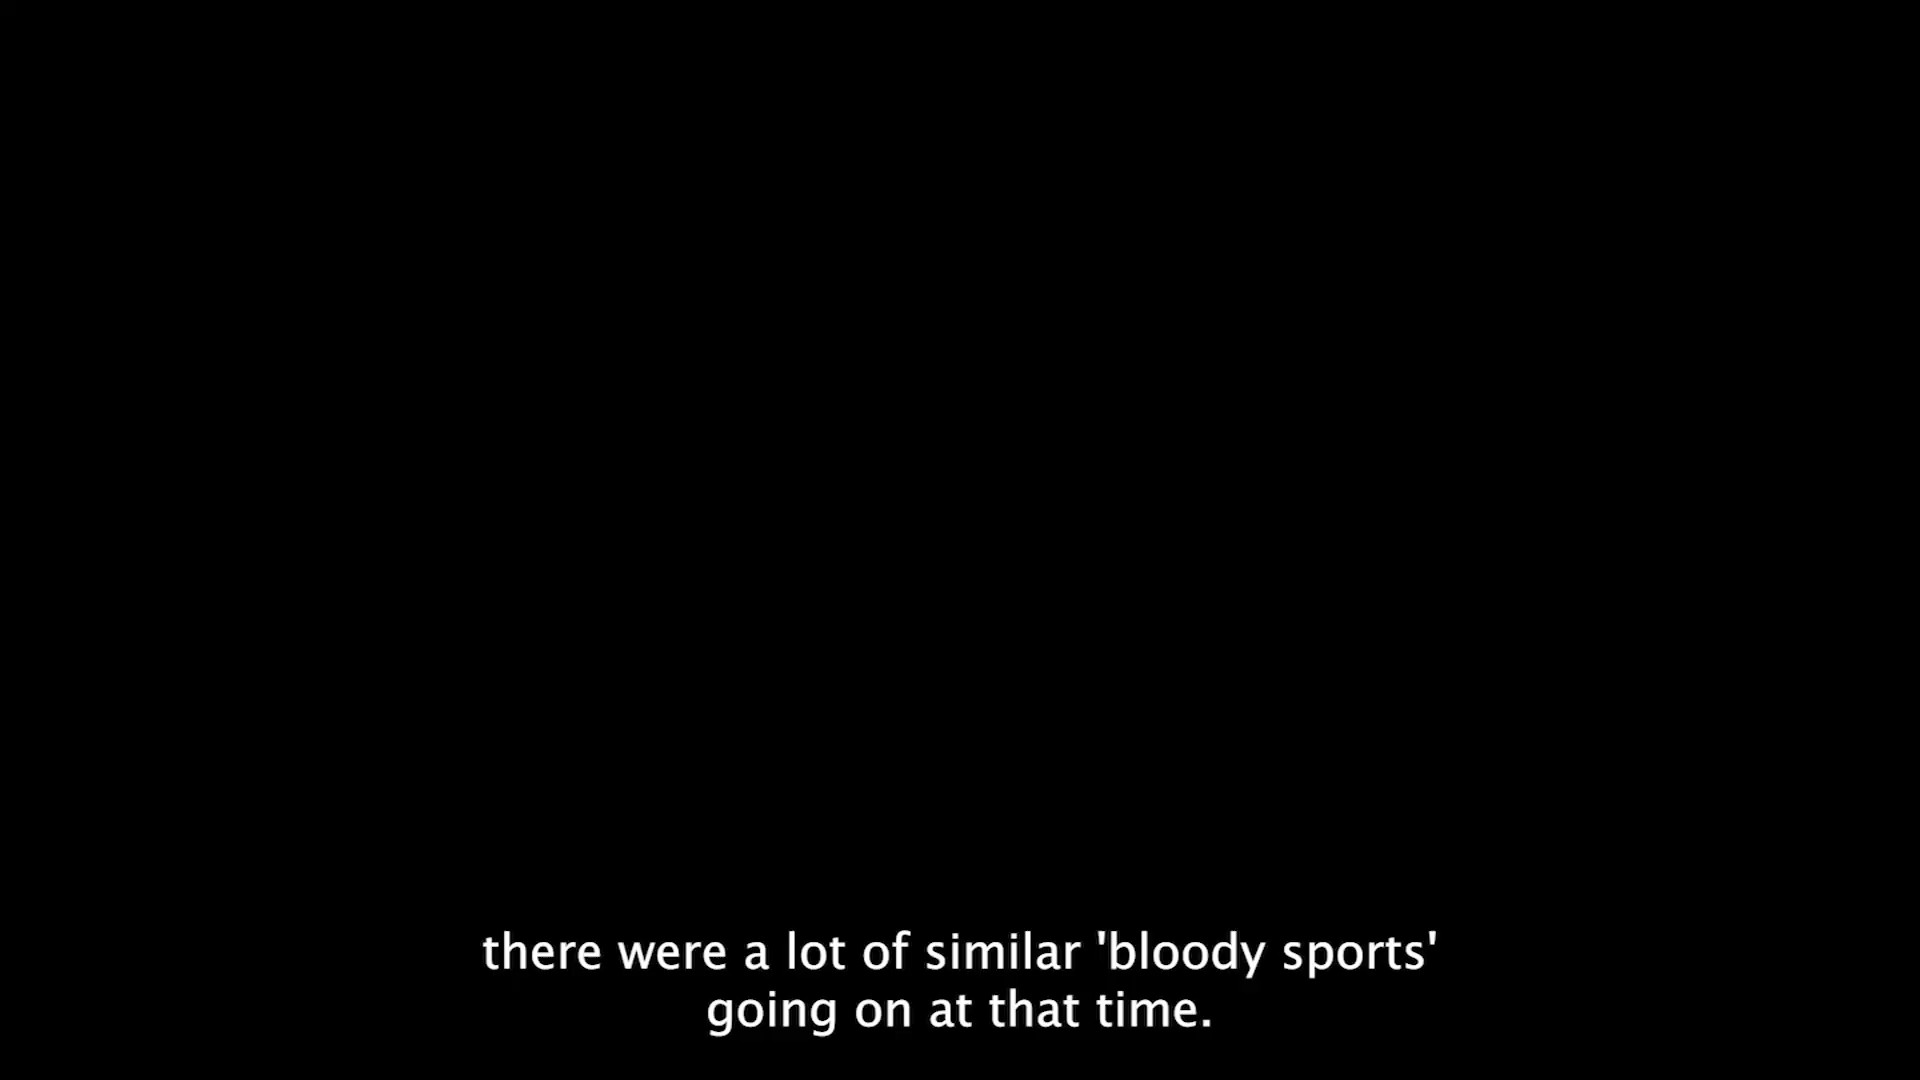 there were a lot of similar 'bloody sports'
going on at that time.